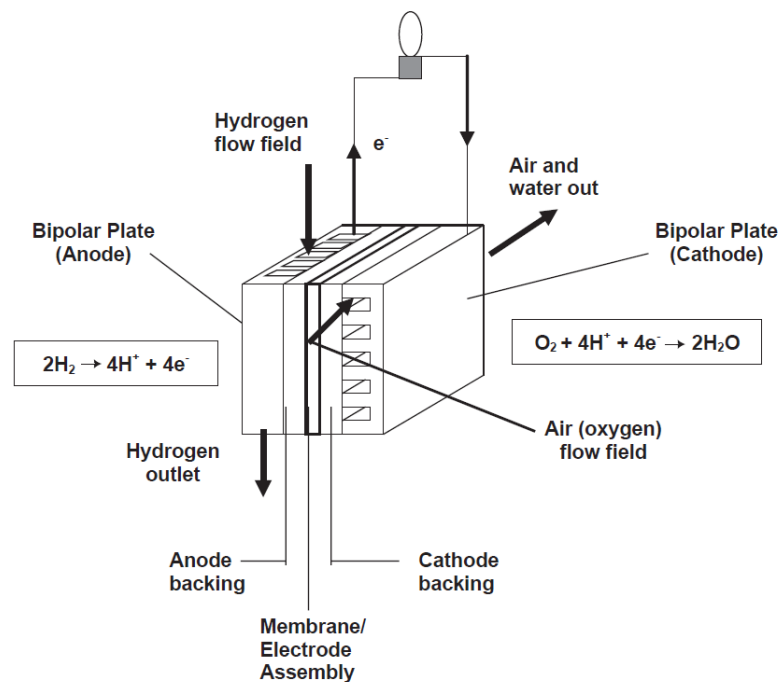 Hydrogen
flow field
e⁻
Air and
water out
Bipolar Plate
(Anode)
Bipolar Plate
(Cathode)
2H₂ → 4H⁺ + 4e⁻
O₂ + 4H⁺ + 4e⁻ → 2H₂O
Hydrogen
outlet
Air (oxygen)
flow field
Anode
backing
Cathode
backing
Membrane/
Electrode
Assembly